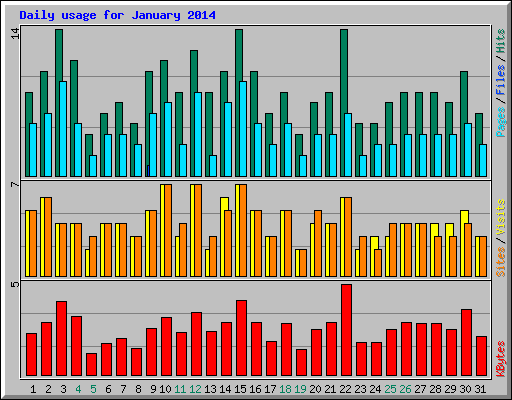 Daily usage for January 2014
14
Pages/Files/Hits
7
Sites/Visits
5
KBytes
1 2 3 4 5 6 7 8 9 10 11 12 13 14 15 16 17 18 19 20 21 22 23 24 25 26 27 28 29 30 31